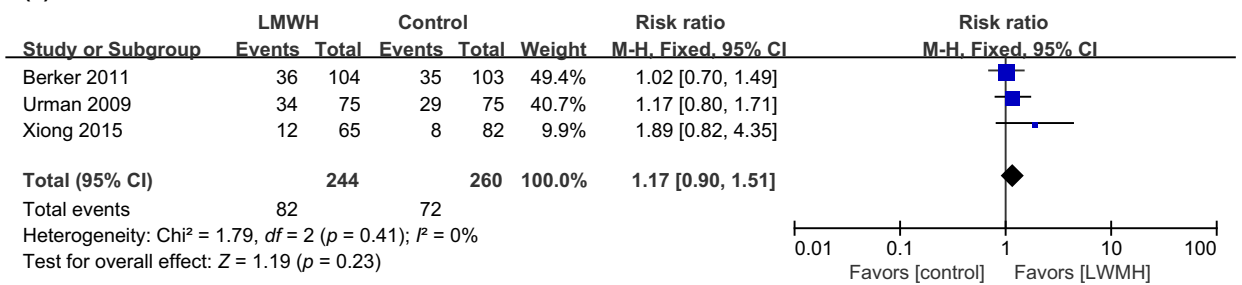 LMWH Control Risk ratio Risk ratio
Study or Subgroup Events Total Events Total Weight M-H, Fixed, 95% CI M-H, Fixed, 95% CI
Berker 2011 36 104 35 103 49.4% 1.02 [0.70, 1.49]
Urman 2009 34 75 29 75 40.7% 1.17 [0.80, 1.71]
Xiong 2015 12 65 8 82 9.9% 1.89 [0.82, 4.35]
Total (95% CI) 244 260 100.0% 1.17 [0.90, 1.51]
Total events 82 72
Heterogeneity: Chi² = 1.79, df = 2 (p = 0.41); I² = 0%
Test for overall effect: Z = 1.19 (p = 0.23)
0.01 0.1 1 10 100
Favors [control] Favors [LWMH]